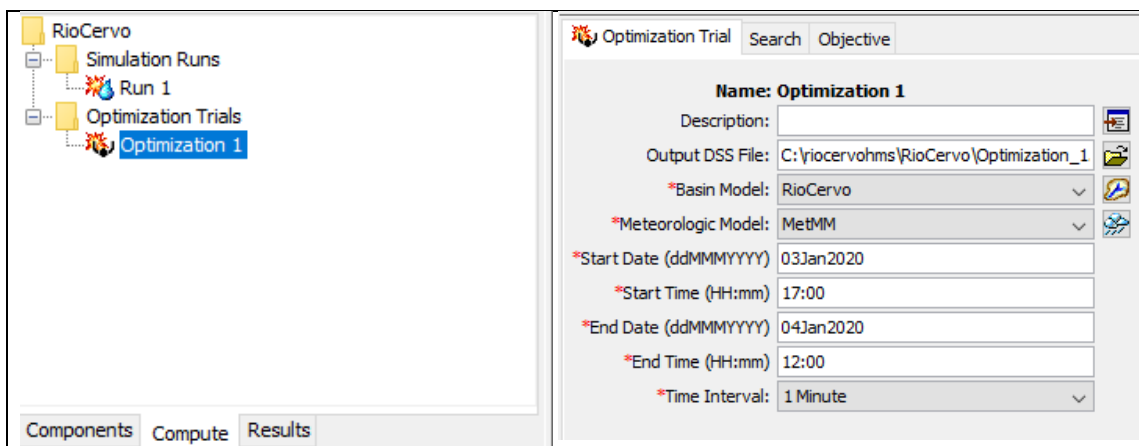 RioCervo
Simulation Runs
Run 1
Optimization Trials
Optimization 1
Components Compute Results
Optimization Trial Search Objective
Name: Optimization 1
Description:
Output DSS File: C:\riocervohms\RioCervo\Optimization_1
*Basin Model: RioCervo
*Meteorologic Model: MetMM
*Start Date (ddMMMYYYY) 03Jan2020
*Start Time (HH:mm) 17:00
*End Date (ddMMMYYYY) 04Jan2020
*End Time (HH:mm) 12:00
*Time Interval: 1 Minute